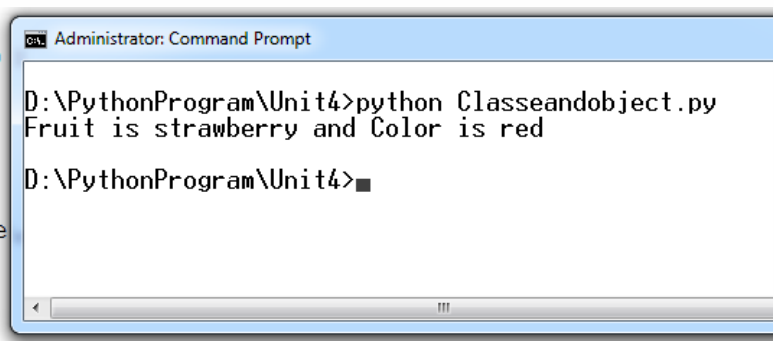 Administrator: Command Prompt
D:\PythonProgram\Unit4>python Classeandobject.py
Fruit is strawberry and Color is red
D:\PythonProgram\Unit4>
e